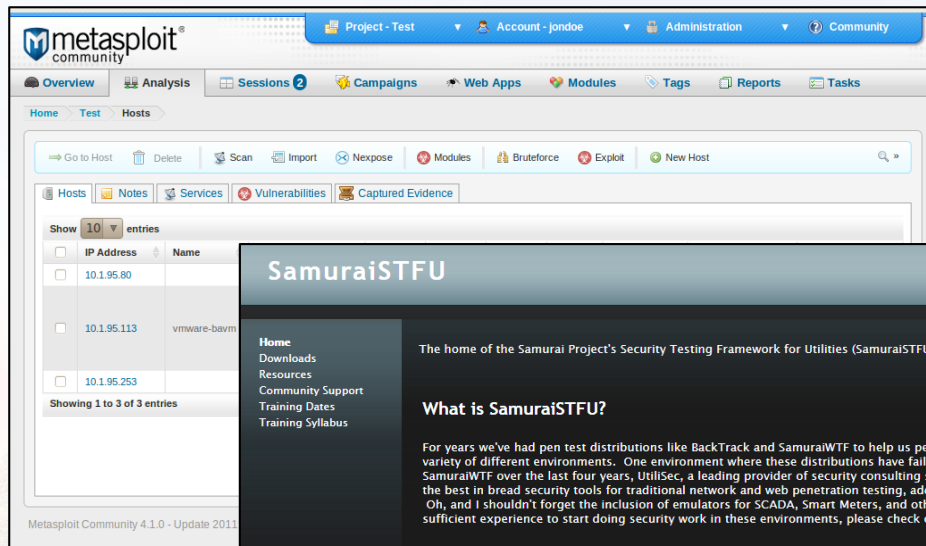 metasploit®
community
Project - Test ▼ Account - jondoe ▼ Administration ▼ Community
Overview Analysis Sessions 2 Campaigns Web Apps Modules Tags Reports Tasks
Home Test Hosts
Go to Host Delete Scan Import Nexpose Modules Bruteforce Exploit New Host »
Hosts Notes Services Vulnerabilities Captured Evidence
Show 10 entries
IP Address Name
10.1.95.80
10.1.95.113 vmware-bavm
10.1.95.253
Showing 1 to 3 of 3 entries
Metasploit Community 4.1.0 - Update 2011
SamuraiSTFU
Home
Downloads
Resources
Community Support
Training Dates
Training Syllabus
The home of the Samurai Project's Security Testing Framework for Utilities (SamuraiSTFU
What is SamuraiSTFU?
For years we've had pen test distributions like BackTrack and SamuraiWTF to help us pe
variety of different environments. One environment where these distributions have fail
SamuraiWTF over the last four years, UtiliSec, a leading provider of security consulting
the best in bread security tools for traditional network and web penetration testing, ad
Oh, and I shouldn't forget the inclusion of emulators for SCADA, Smart Meters, and oth
sufficient experience to start doing security work in these environments, please check